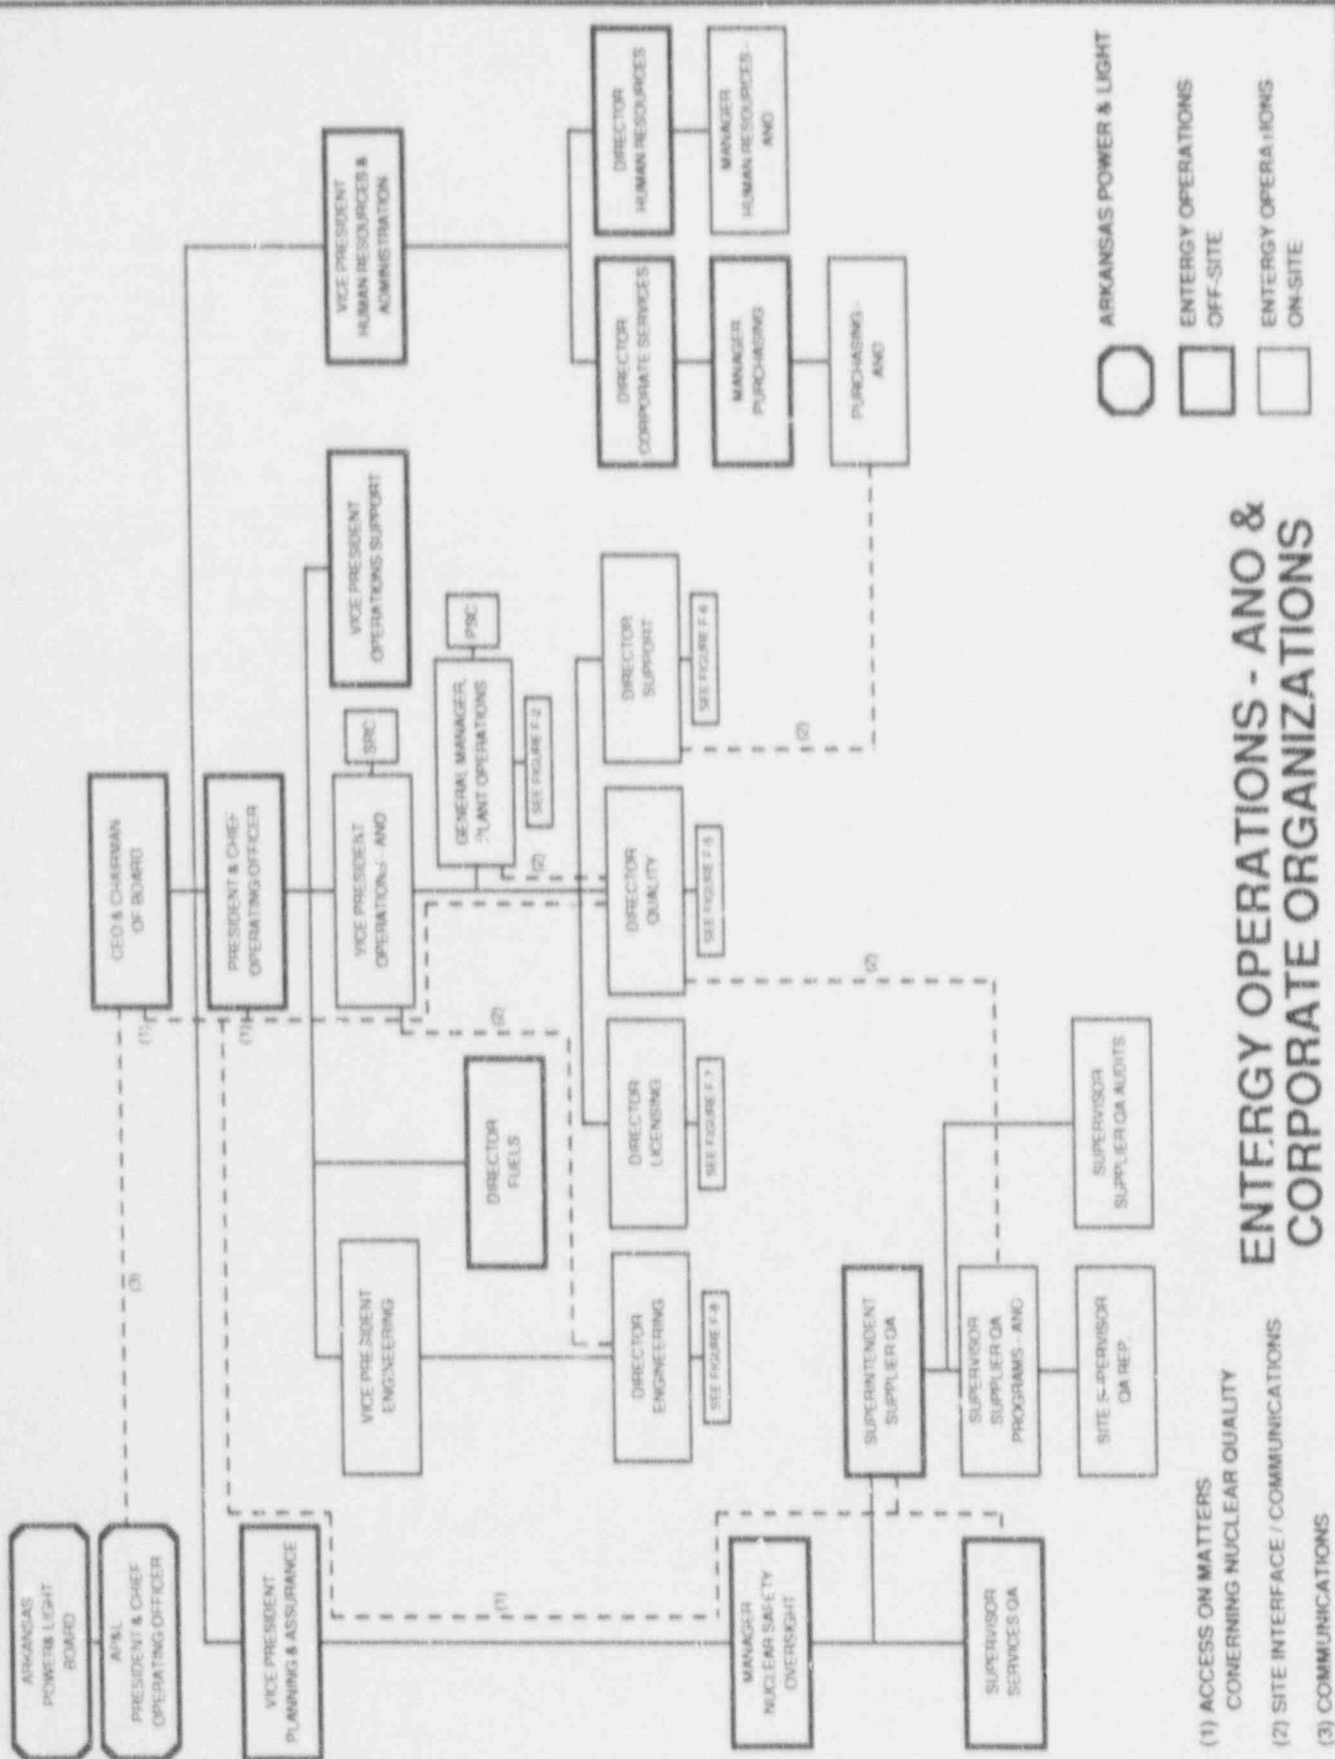 ARKANSAS
POWER & LIGHT
BOARD
AP&L
PRESIDENT & CHIEF
OPERATING OFFICER
(3)
CEO & CHAIRMAN
OF BOARD
(1)
PRESIDENT & CHIEF
OPERATING OFFICER
(1)
VICE PRESIDENT
PLANNING & ASSURANCE
VICE PRESIDENT
HUMAN RESOURCES &
ADMINISTRATION
VICE PRESIDENT
ENGINEERING
VICE PRESIDENT
OPERATIONS - ANO
SRC
VICE PRESIDENT
OPERATIONS SUPPORT
DIRECTOR
FUELS
(2)
GENERAL MANAGER,
PLANT OPERATIONS
PSC
SEE FIGURE F-2
(2)
(1)
DIRECTOR
ENGINEERING
SEE FIGURE F-8
DIRECTOR
LICENSING
SEE FIGURE F-7
DIRECTOR
QUALITY
SEE FIGURE F-5
DIRECTOR
SUPPORT
SEE FIGURE F-6
DIRECTOR
CORPORATE SERVICES
DIRECTOR
HUMAN RESOURCES
MANAGER
PURCHASING
MANAGER
HUMAN RESOURCES -
ANO
PURCHASING -
ANO
(2)
(2)
MANAGER
NUCLEAR SAFETY
OVERSIGHT
SUPERINTENDENT
SUPPLIER QA
SUPERVISOR
SERVICES QA
SUPERVISOR
SUPPLIER QA
PROGRAMS - ANO
SITE
QA REP.
SUPERVISOR
SUPPLIER QA AUDITS
ARKANSAS POWER & LIGHT
ENTERGY OPERATIONS
OFF-SITE
ENTERGY OPERATIONS
ON-SITE
(1) ACCESS ON MATTERS
CONERNING NUCLEAR QUALITY
(2) SITE INTERFACE / COMMUNICATIONS
(3) COMMUNICATIONS
ENTERGY OPERATIONS - ANO &
CORPORATE ORGANIZATIONS